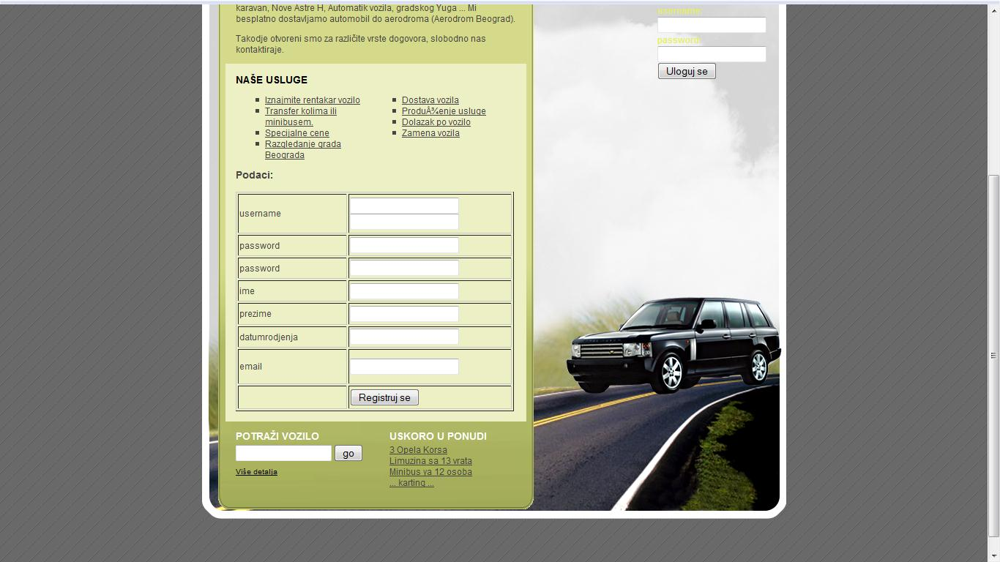 karavan, Nove Astre H, Automatik vozila, gradskog Yuga ... Mi
besplatno dostavljamo automobil do aerodroma (Aerodrom Beograd).
Takodje otvoreni smo za različite vrste dogovora, slobodno nas
kontaktiraje.
NAŠE USLUGE
Iznajmite rentakar vozilo
Transfer kolima ili
minibusem.
Specijalne cene
Razgledanje grada
Beograda
Dostava vozila
ProduÅ¾enje usluge
Dolazak po vozilo
Zamena vozila
Podaci:
username
password
password
ime
prezime
datumrodjenja
email
Registruj se
POTRAŽI VOZILO
go
Više detalja
USKORO U PONUDI
3 Opela Korsa
Limuzina sa 13 vrata
Minibus va 12 osoba
... karting ...
username:
password:
Uloguj se